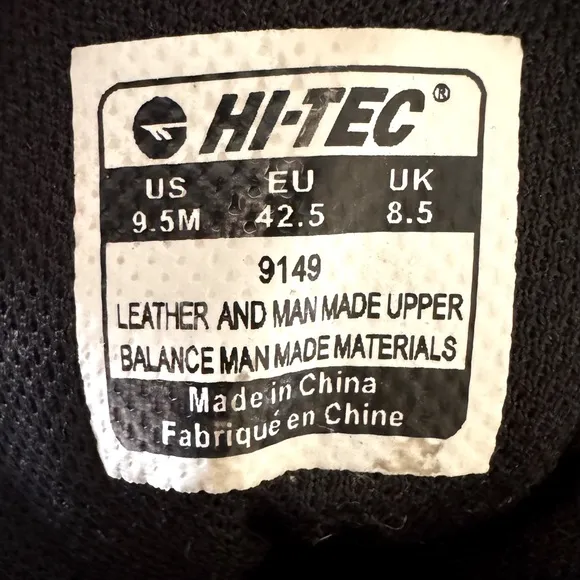 HI-TEC®
US EU UK
9.5M 42.5 8.5
9149
LEATHER AND MAN MADE UPPER
BALANCE MAN MADE MATERIALS
Made in China
Fabriqué en Chine